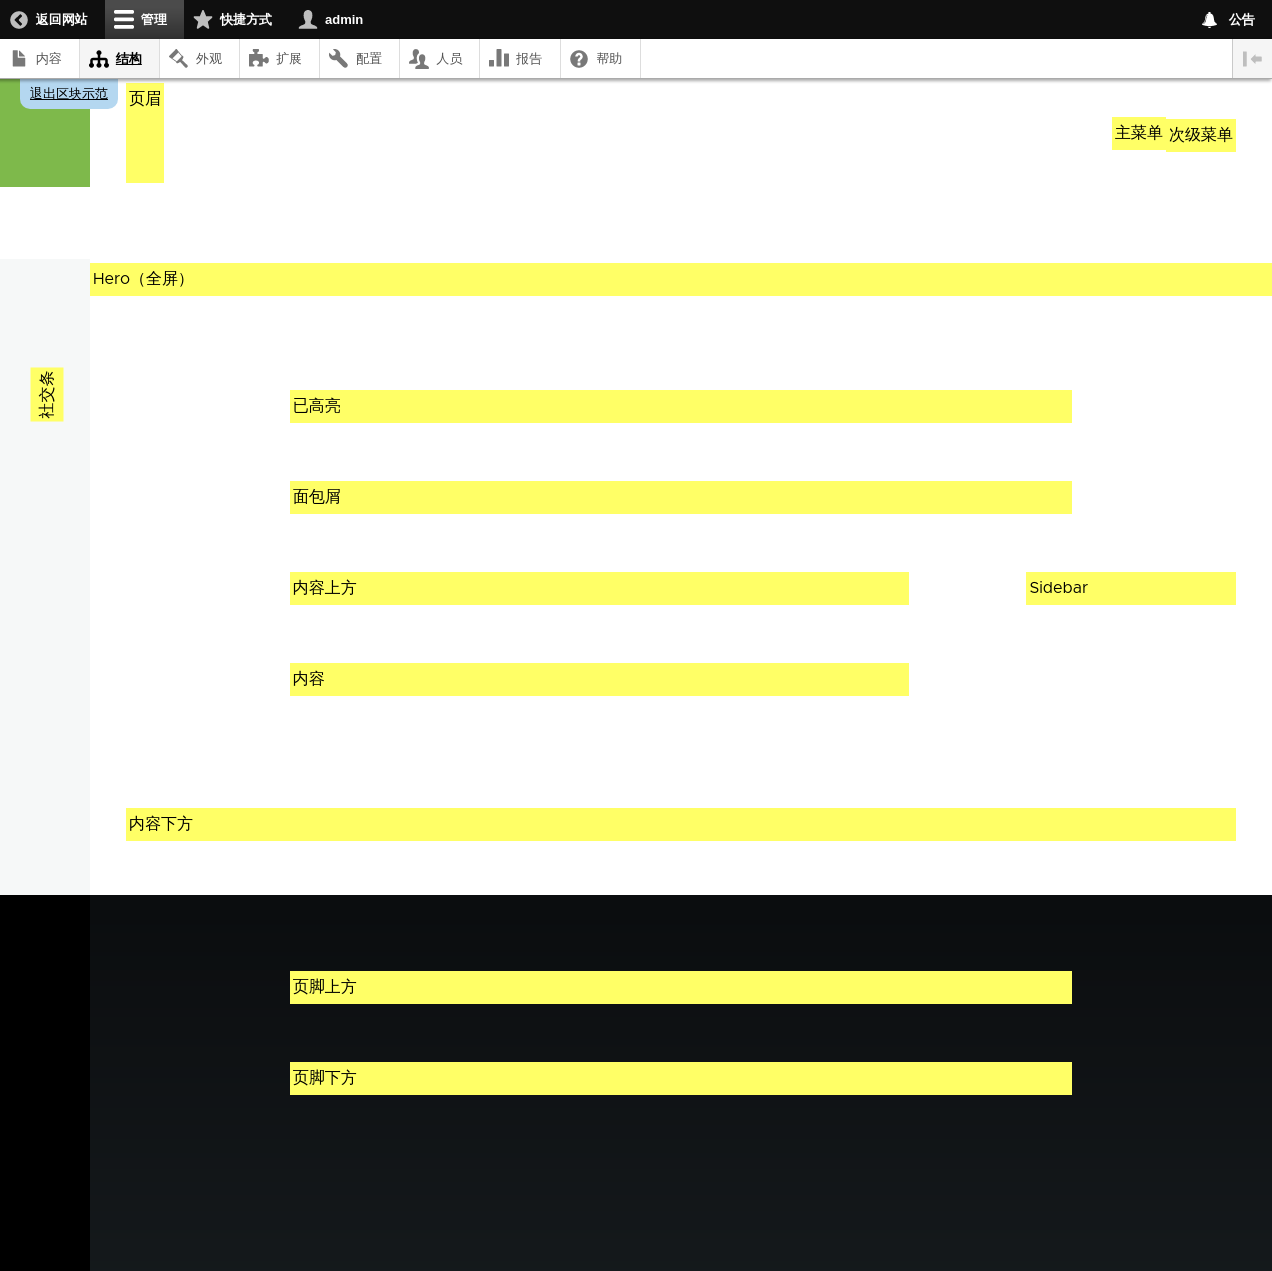 返回网站
管理
快捷方式
admin
公告
内容
结构
外观
扩展
配置
人员
报告
帮助
退出区块示范
页眉
主菜单
次级菜单
Hero（全屏）
社交条
已高亮
面包屑
内容上方
Sidebar
内容
内容下方
页脚上方
页脚下方